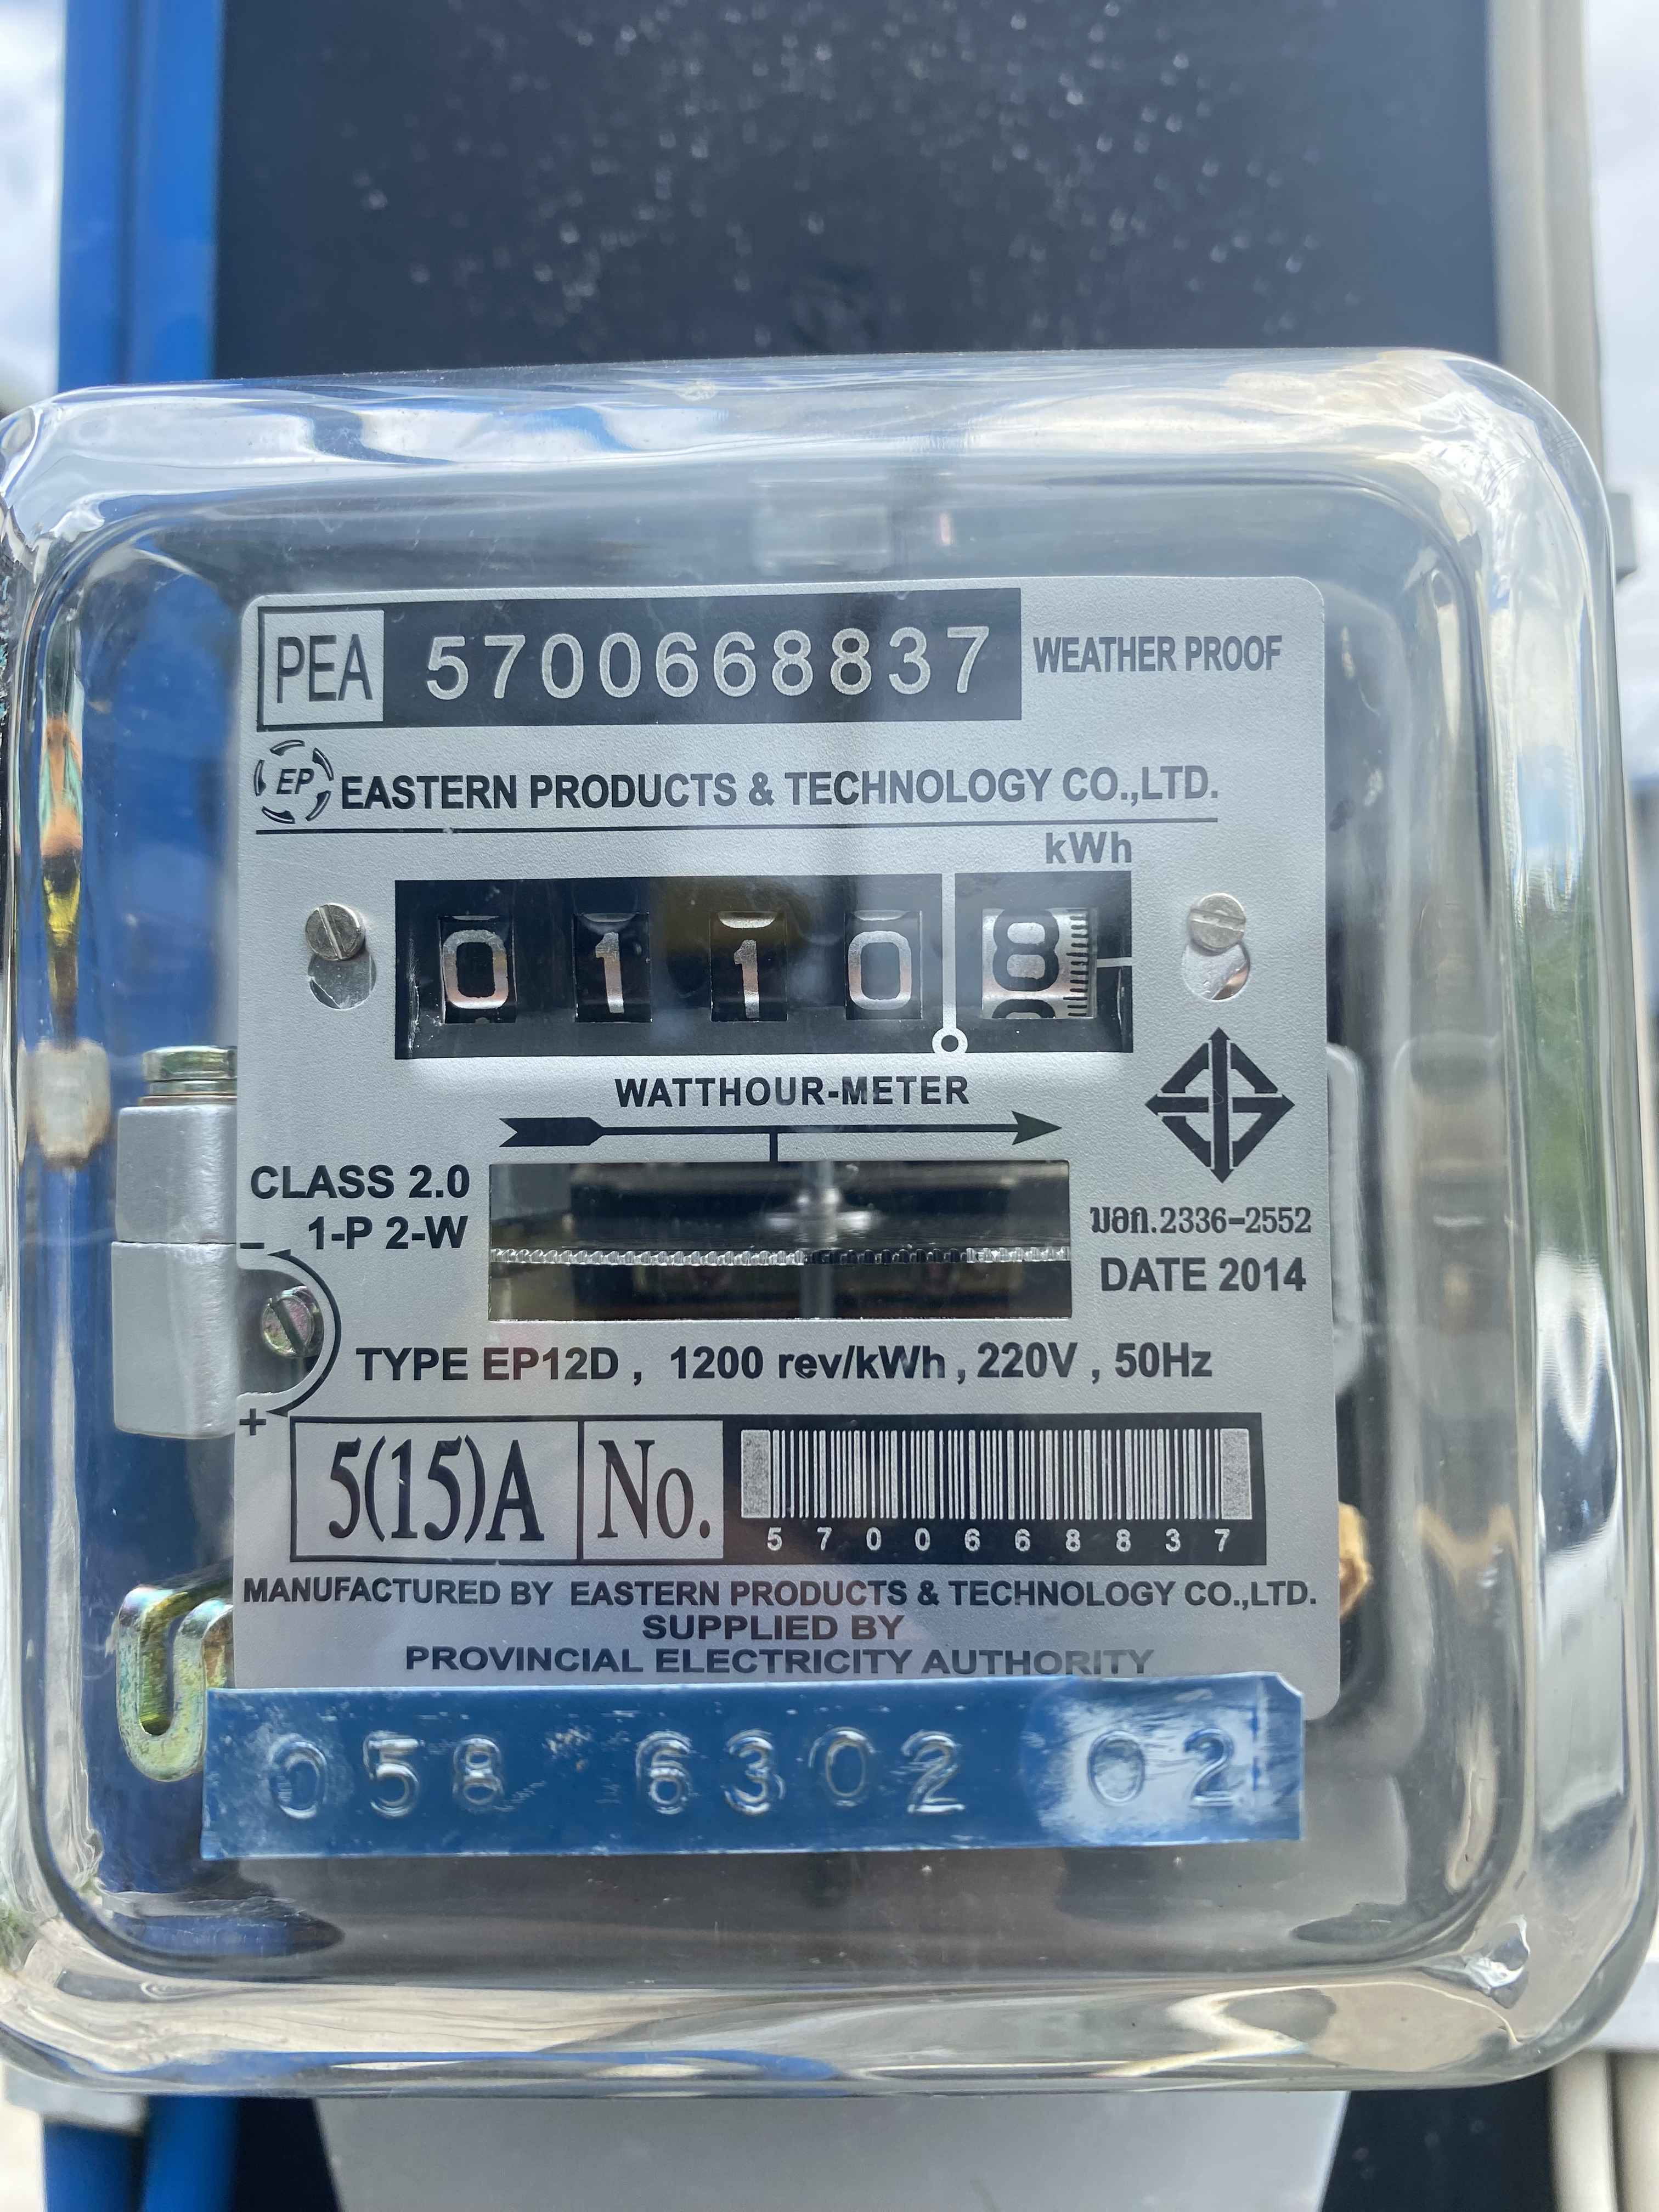 PEA 5700668837 WEATHER PROOF
EP EASTERN PRODUCTS & TECHNOLOGY CO.,LTD.
kWh
0 1 1 0 8
WATTHOUR-METER
CLASS 2.0
1-P 2-W
มอก.2336-2552
DATE 2014
-
+
TYPE EP12D , 1200 rev/kWh , 220V , 50Hz
5(15)A No.
5 7 0 0 6 6 8 8 3 7
MANUFACTURED BY EASTERN PRODUCTS & TECHNOLOGY CO.,LTD.
SUPPLIED BY
PROVINCIAL ELECTRICITY AUTHORITY
058 6302 02